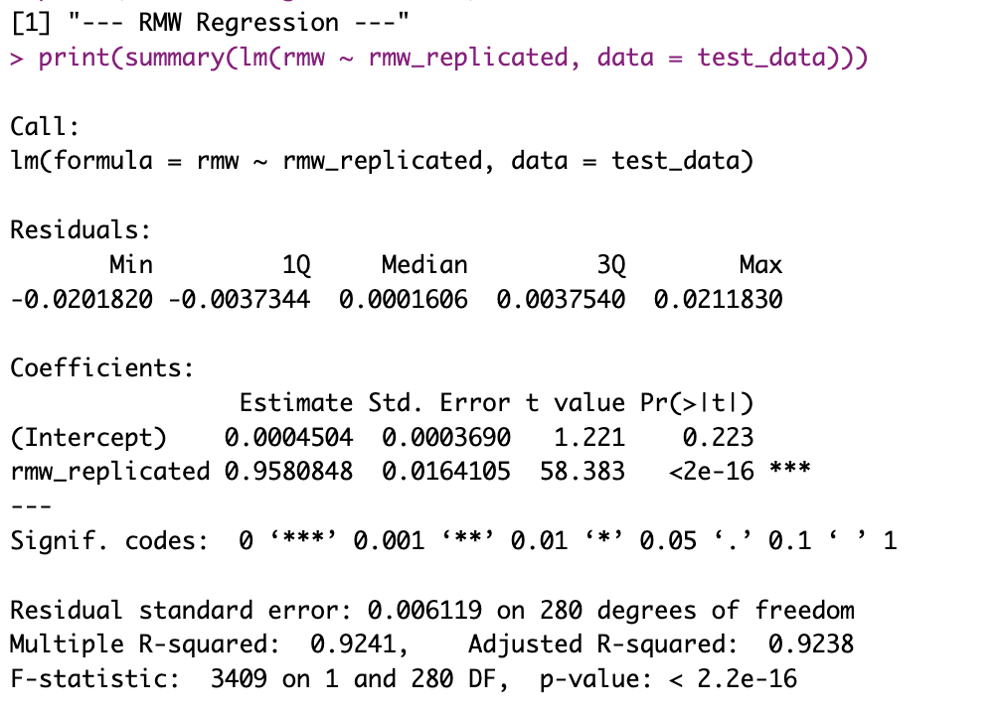 [1] "--- RMW Regression ---"
> print(summary(lm(rmw ~ rmw_replicated, data = test_data)))
Call:
lm(formula = rmw ~ rmw_replicated, data = test_data)
Residuals:
       Min         1Q     Median         3Q        Max
-0.0201820 -0.0037344  0.0001606  0.0037540  0.0211830
Coefficients:
                Estimate Std. Error t value Pr(>|t|)
(Intercept)    0.0004504  0.0003690   1.221    0.223
rmw_replicated 0.9580848  0.0164105  58.383   <2e-16 ***
---
Signif. codes:  0 ‘***’ 0.001 ‘**’ 0.01 ‘*’ 0.05 ‘.’ 0.1 ‘ ’ 1
Residual standard error: 0.006119 on 280 degrees of freedom
Multiple R-squared:  0.9241,	Adjusted R-squared:  0.9238
F-statistic:  3409 on 1 and 280 DF,  p-value: < 2.2e-16